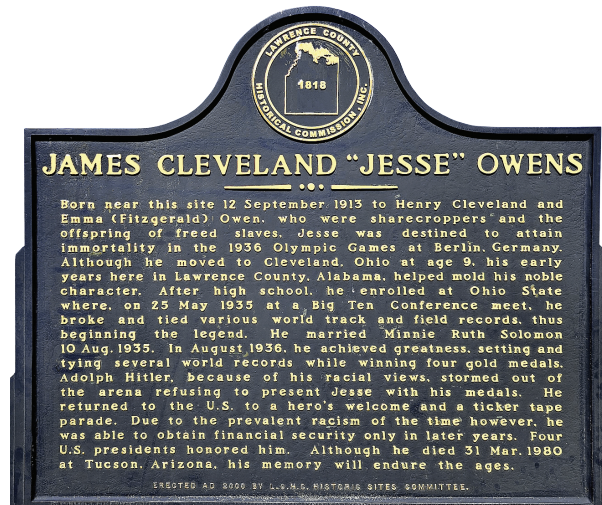 LAWRENCE COUNTY
1818
HISTORICAL COMMISSION, INC.
JAMES CLEVELAND "JESSE" OWENS
Born near this site 12 September 1913 to Henry Cleveland and
Emma (Fitzgerald) Owen, who were sharecroppers and the
offspring of freed slaves, Jesse was destined to attain
immortality in the 1936 Olympic Games at Berlin, Germany.
Although he moved to Cleveland, Ohio at age 9, his early
years here in Lawrence County, Alabama, helped mold his noble
character. After high school, he enrolled at Ohio State
where, on 25 May 1935 at a Big Ten Conference meet, he
broke and tied various world track and field records, thus
beginning the legend. He married Minnie Ruth Solomon
10 Aug. 1935. In August 1936, he achieved greatness, setting and
tying several world records while winning four gold medals.
Adolph Hitler, because of his racial views, stormed out of
the arena refusing to present Jesse with his medals. He
returned to the U.S. to a hero's welcome and a ticker tape
parade. Due to the prevalent racism of the time however, he
was able to obtain financial security only in later years. Four
U.S. presidents honored him. Although he died 31 Mar. 1980
at Tucson, Arizona, his memory will endure the ages.
ERECTED AD 2000 BY HISTORIC SITES COMMITTEE.